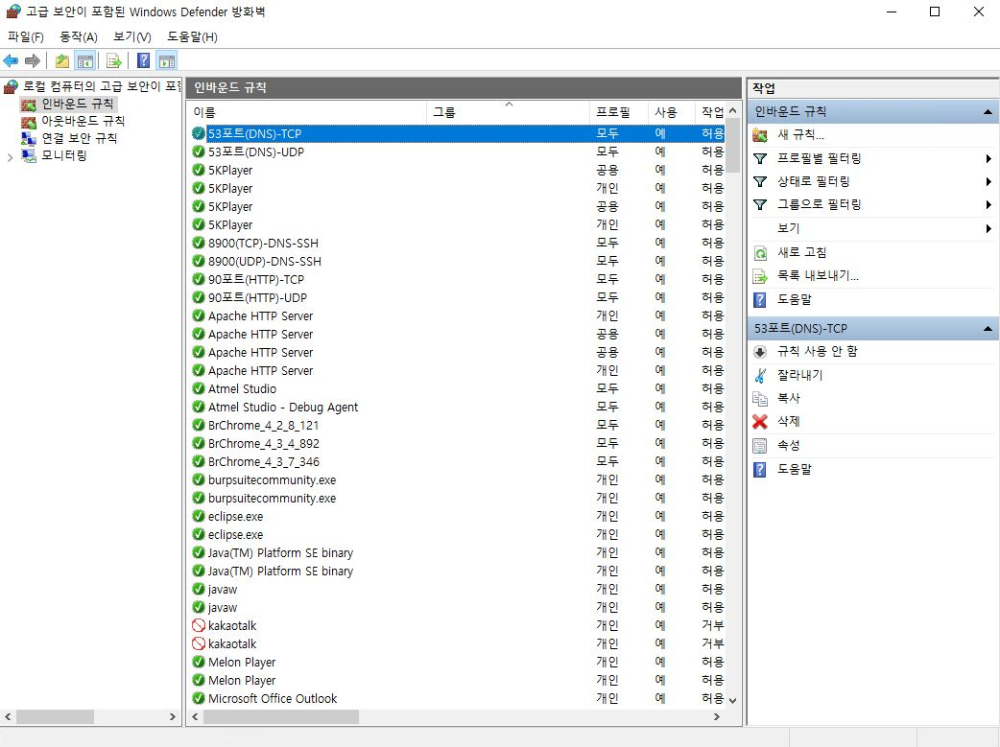 고급 보안이 포함된 Windows Defender 방화벽
파일(F) 동작(A) 보기(V) 도움말(H)
로컬 컴퓨터의 고급 보안이 포함
인바운드 규칙
아웃바운드 규칙
연결 보안 규칙
모니터링
인바운드 규칙
이름 그룹 프로필 사용 작업
53포트(DNS)-TCP 모두 예 허용
53포트(DNS)-UDP 모두 예 허용
5KPlayer 공용 예 허용
5KPlayer 개인 예 허용
5KPlayer 공용 예 허용
5KPlayer 개인 예 허용
8900(TCP)-DNS-SSH 모두 예 허용
8900(UDP)-DNS-SSH 모두 예 허용
90포트(HTTP)-TCP 모두 예 허용
90포트(HTTP)-UDP 모두 예 허용
Apache HTTP Server 개인 예 허용
Apache HTTP Server 공용 예 허용
Apache HTTP Server 공용 예 허용
Apache HTTP Server 개인 예 허용
Atmel Studio 모두 예 허용
Atmel Studio - Debug Agent 모두 예 허용
BrChrome_4_2_8_121 모두 예 허용
BrChrome_4_3_4_892 모두 예 허용
BrChrome_4_3_7_346 모두 예 허용
burpsuitecommunity.exe 개인 예 허용
burpsuitecommunity.exe 개인 예 허용
eclipse.exe 개인 예 허용
eclipse.exe 개인 예 허용
Java(TM) Platform SE binary 개인 예 허용
Java(TM) Platform SE binary 개인 예 허용
javaw 개인 예 허용
javaw 개인 예 허용
kakaotalk 개인 예 거부
kakaotalk 개인 예 거부
Melon Player 개인 예 허용
Melon Player 개인 예 허용
Microsoft Office Outlook 개인 예 허용
작업
인바운드 규칙
새 규칙...
프로필별 필터링
상태로 필터링
그룹으로 필터링
보기
새로 고침
목록 내보내기...
도움말
53포트(DNS)-TCP
규칙 사용 안 함
잘라내기
복사
삭제
속성
도움말